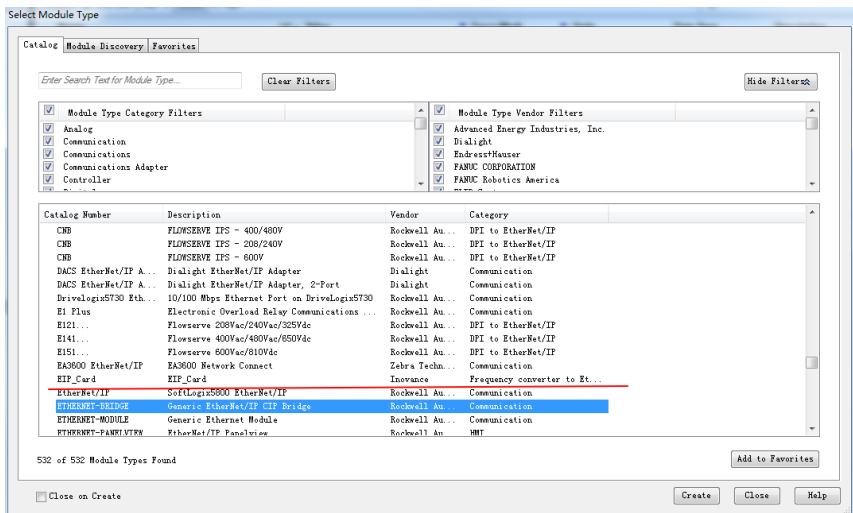 Select Module Type
Catalog Module Discovery Favorites
Enter Search Text for Module Type...
Clear Filters
Hide Filters
Module Type Category Filters
Module Type Vendor Filters
Analog
Advanced Energy Industries, Inc.
Communication
Dialight
Communications
Endress+Hauser
Communications Adapter
FANUC CORPORATION
Controller
FANUC Robotics America
Catalog Number Description Vendor Category
CNB FLOWSERVE IPS - 400/480V Rockwell Au... DPI to EtherNet/IP
CNB FLOWSERVE IPS - 208/240V Rockwell Au... DPI to EtherNet/IP
CNB FLOWSERVE IPS - 600V Rockwell Au... DPI to EtherNet/IP
DACS EtherNet/IP A... Dialight EtherNet/IP Adapter Dialight Communication
DACS EtherNet/IP A... Dialight EtherNet/IP Adapter, 2-Port Dialight Communication
DriveLogix5730 Eth... 10/100 Mbps Ethernet Port on DriveLogix5730 Rockwell Au... Communication
E1 Plus Electronic Overload Relay Communications ... Rockwell Au... Communication
E121... Flowserve 208Vac/240Vac/325Vdc Rockwell Au... DPI to EtherNet/IP
E141... Flowserve 400Vac/480Vac/650Vdc Rockwell Au... DPI to EtherNet/IP
E151... Flowserve 600Vac/810Vdc Rockwell Au... DPI to EtherNet/IP
EA3600 EtherNet/IP EA3600 Network Connect Zebra Techn... Communication
EIP_Card EIP_Card Inovance Frequency converter to Et...
EtherNet/IP SoftLogix5800 EtherNet/IP Rockwell Au... Communication
ETHERNET-BRIDGE Generic EtherNet/IP CIP Bridge Rockwell Au... Communication
ETHERNET-MODULE Generic Ethernet Module Rockwell Au... Communication
ETHERNET-PANELVIEW EtherNet/IP Panelview Rockwell Au... HMI
532 of 532 Module Types Found
Add to Favorites
Close on Create
Create Close Help